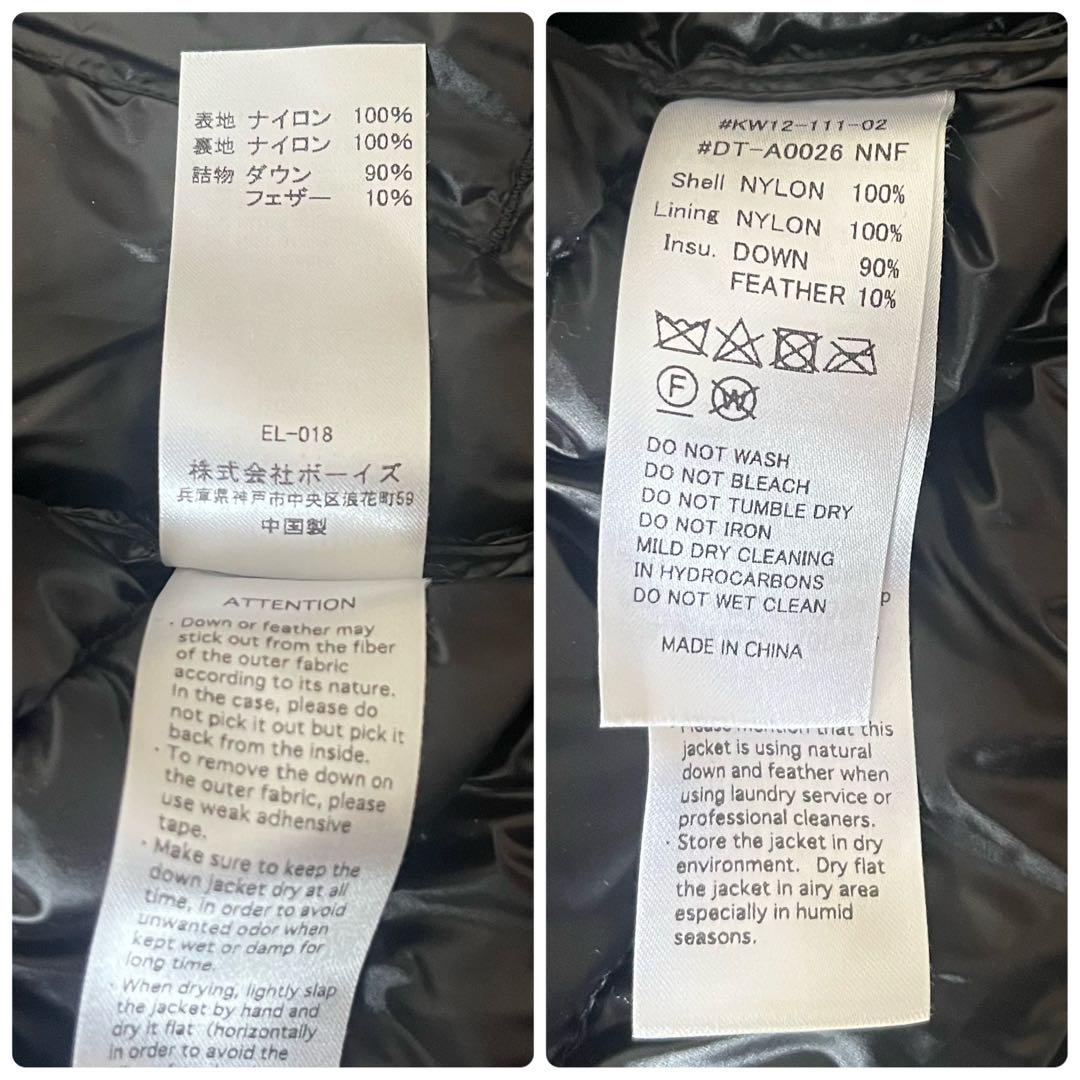 表地 ナイロン 100%
裏地 ナイロン 100%
詰物 ダウン 90%
フェザー 10%
EL-018
株式会社ボーイズ
兵庫県神戸市中央区浪花町59
中国製
ATTENTION
・Down or feather may
stick out from the fiber
of the outer fabric
according to its nature.
In the case, please do
not pick it out but pick it
back from the inside.
・To remove the down on
the outer fabric, please
use weak adhensive
tape.
・Make sure to keep the
down jacket dry at all
time, in order to avoid
unwanted odor when
kept wet or damp for
long time.
・When drying, lightly slap
the jacket by hand and
dry it flat (horizontally
in order to avoid the
#KW12-111-02
#DT-A0026 NNF
Shell NYLON 100%
Lining NYLON 100%
Insu. DOWN 90%
FEATHER 10%
F
W
DO NOT WASH
DO NOT BLEACH
DO NOT TUMBLE DRY
DO NOT IRON
MILD DRY CLEANING
IN HYDROCARBONS
DO NOT WET CLEAN
MADE IN CHINA
that this
jacket is using natural
down and feather when
using laundry service or
professional cleaners.
・Store the jacket in dry
environment. Dry flat
the jacket in airy area
especially in humid
seasons.